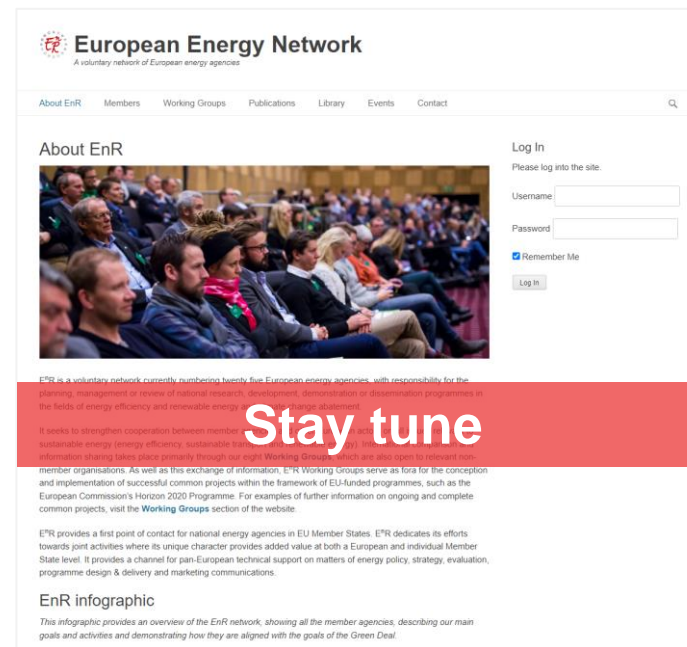 European Energy Network
A voluntary network of European energy agencies
About EnR Members Working Groups Publications Library Events Contact
About EnR
EⁿR is a voluntary network currently numbering twenty five European energy agencies, with responsibility for the
planning, management or review of national research, development, demonstration or dissemination programmes in
the fields of energy efficiency and renewable energy and climate change abatement.
Stay tune
It seeks to strengthen cooperation between member
sustainable energy (energy efficiency, sustainable
information sharing takes place primarily through our eight Working Groups, which are also open to relevant non-
member organisations. As well as this exchange of information, EⁿR Working Groups serve as fora for the conception
and implementation of successful common projects within the framework of EU-funded programmes, such as the
European Commission's Horizon 2020 Programme. For examples of further information on ongoing and complete
common projects, visit the Working Groups section of the website.
EⁿR provides a first point of contact for national energy agencies in EU Member States. EⁿR dedicates its efforts
towards joint activities where its unique character provides added value at both a European and individual Member
State level. It provides a channel for pan-European technical support on matters of energy policy, strategy, evaluation,
programme design & delivery and marketing communications.
EnR infographic
This infographic provides an overview of the EnR network, showing all the member agencies, describing our main
goals and activities and demonstrating how they are aligned with the goals of the Green Deal.
Log In
Please log into the site.
Username
Password
Remember Me
Log In